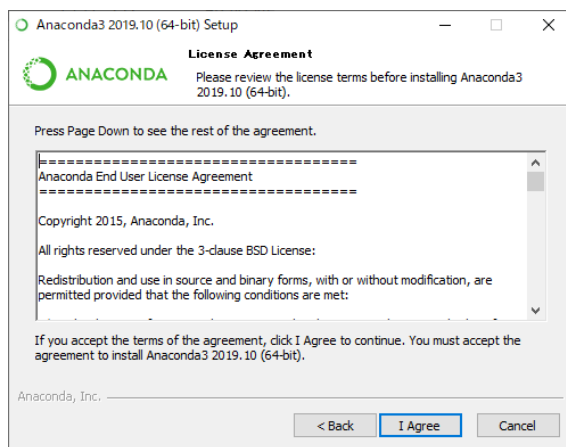 Anaconda3 2019.10 (64-bit) Setup
License Agreement
ANACONDA
Please review the license terms before installing Anaconda3
2019.10 (64-bit).
Press Page Down to see the rest of the agreement.
===================================
Anaconda End User License Agreement
===================================
Copyright 2015, Anaconda, Inc.
All rights reserved under the 3-clause BSD License:
Redistribution and use in source and binary forms, with or without modification, are
permitted provided that the following conditions are met:
If you accept the terms of the agreement, click I Agree to continue. You must accept the
agreement to install Anaconda3 2019.10 (64-bit).
Anaconda, Inc.
< Back
I Agree
Cancel